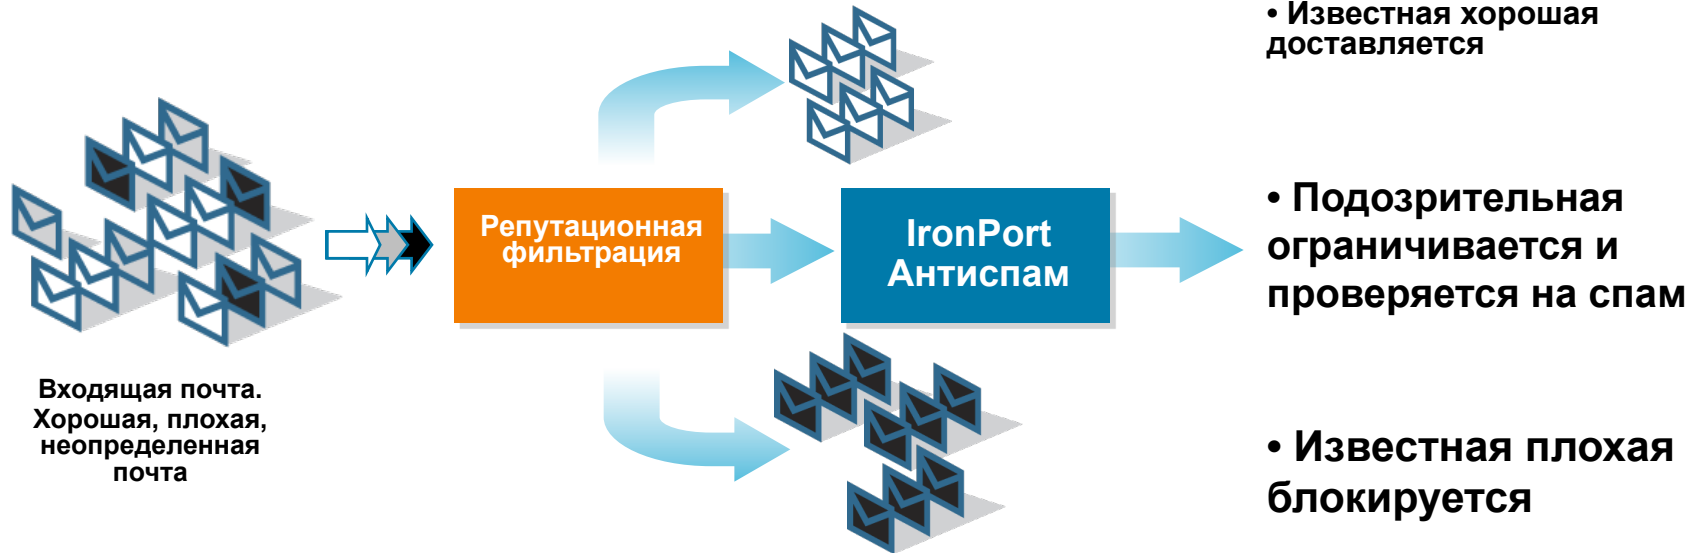 • Известная хорошая
доставляется
Репутационная
фильтрация
IronPort
Антиспам
• Подозрительная
ограничивается и
проверяется на спам
Входящая почта.
Хорошая, плохая,
неопределенная
почта
• Известная плохая
блокируется